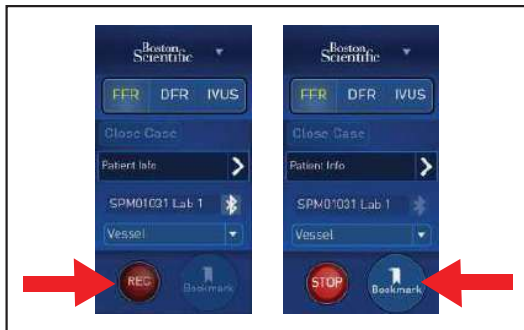 Boston
Scientific
FFR DFR IVUS
Close Case
Patient Info
SPM01031 Lab 1
Vessel
REC
Bookmark
Boston
Scientific
FFR DFR IVUS
Close Case
Patient Info
SPM01031 Lab 1
Vessel
STOP
Bookmark